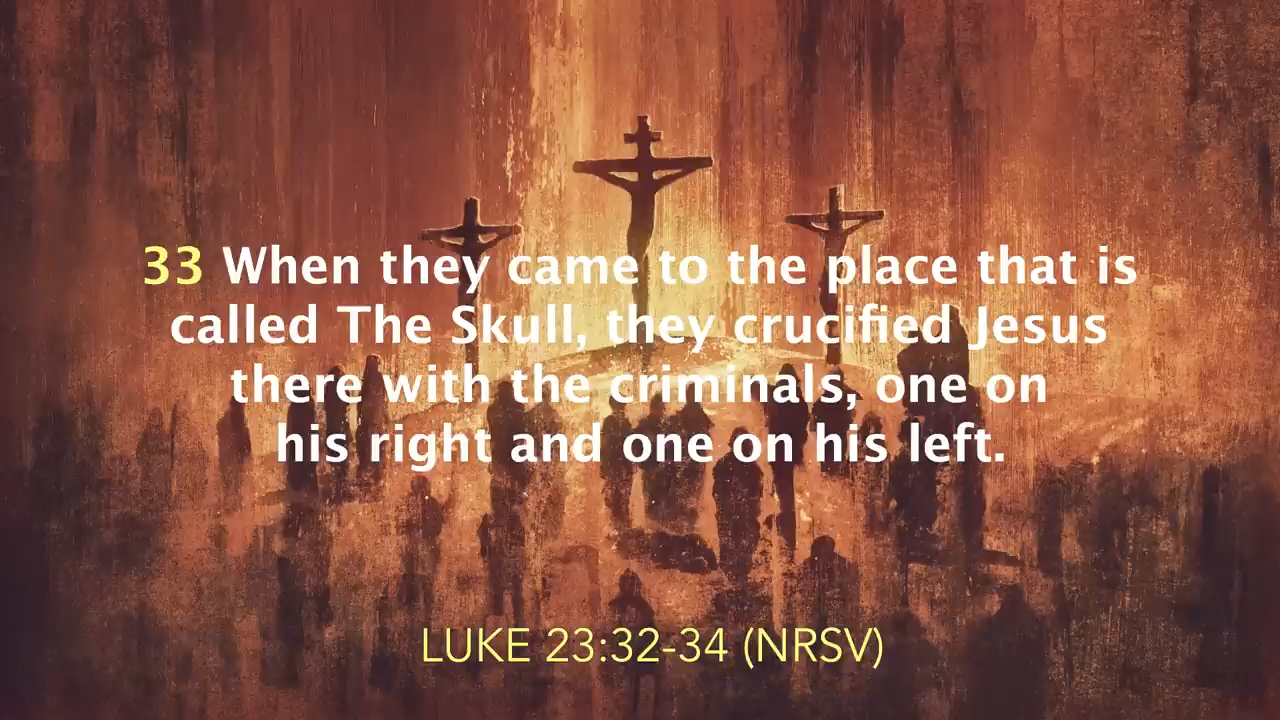 33 When they came to the place that is
called The Skull, they crucified Jesus
there with the criminals, one on
his right and one on his left.
LUKE 23:32-34 (NRSV)